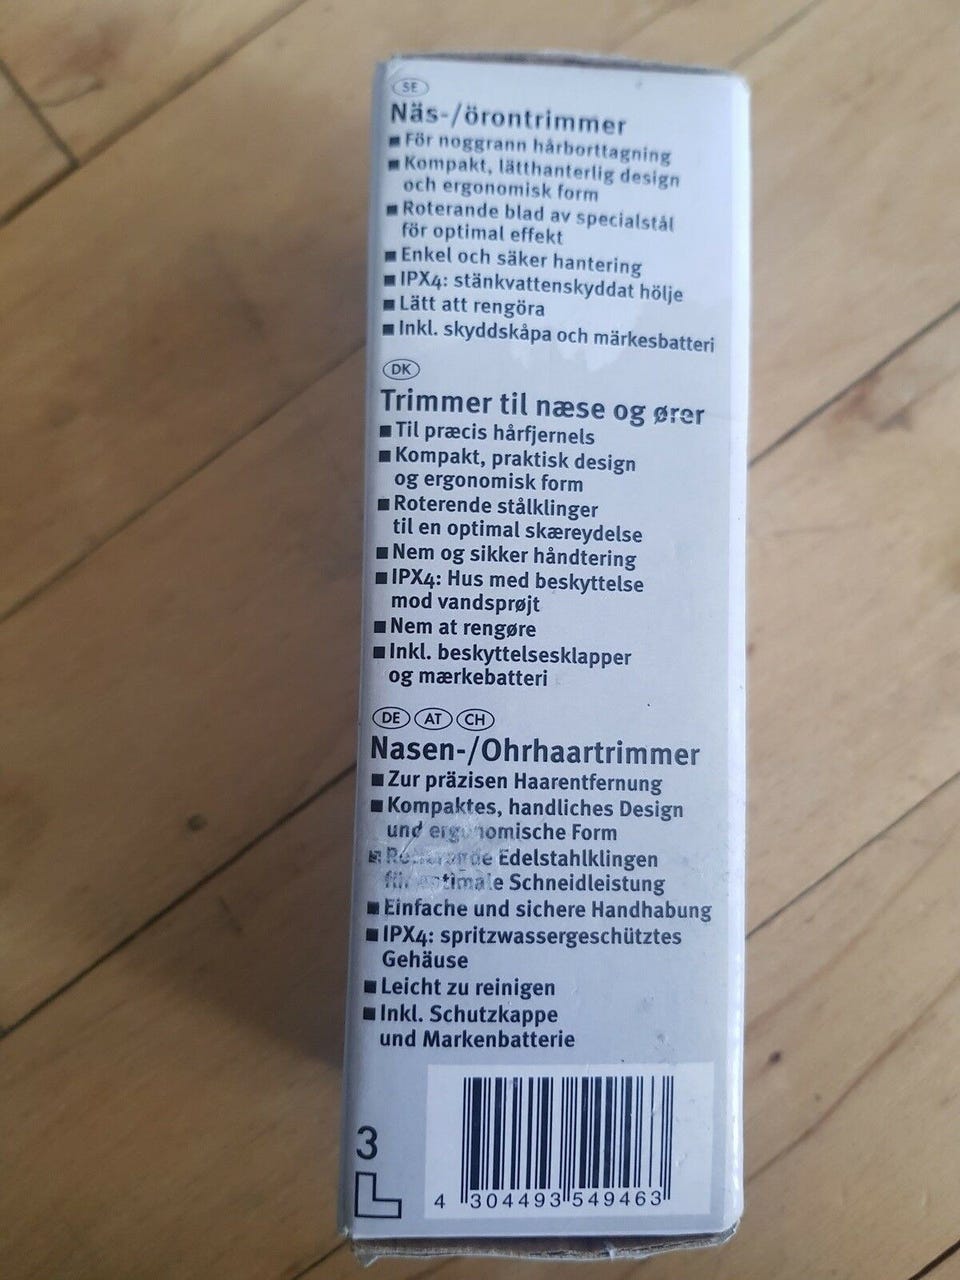 SE
Näs-/örontrimmer
■ För noggrann hårborttagning
■ Kompakt, lätthanterlig design
och ergonomisk form
■ Roterande blad av specialstål
för optimal effekt
■ Enkel och säker hantering
■ IPX4: stänkvattenskyddat hölje
■ Lätt att rengöra
■ Inkl. skyddskåpa och märkesbatteri
DK
Trimmer til næse og ører
■ Til præcis hårfjernels
■ Kompakt, praktisk design
og ergonomisk form
■ Roterende stålklinger
til en optimal skæreydelse
■ Nem og sikker håndtering
■ IPX4: Hus med beskyttelse
mod vandsprøjt
■ Nem at rengøre
■ Inkl. beskyttelsesklapper
og mærkebatteri
DE AT CH
Nasen-/Ohrhaartrimmer
■ Zur präzisen Haarentfernung
■ Kompaktes, handliches Design
und ergonomische Form
■ Rotierende Edelstahlklingen
für optimale Schneidleistung
■ Einfache und sichere Handhabung
■ IPX4: spritzwassergeschütztes
Gehäuse
■ Leicht zu reinigen
■ Inkl. Schutzkappe
und Markenbatterie
3
4 304493 549463